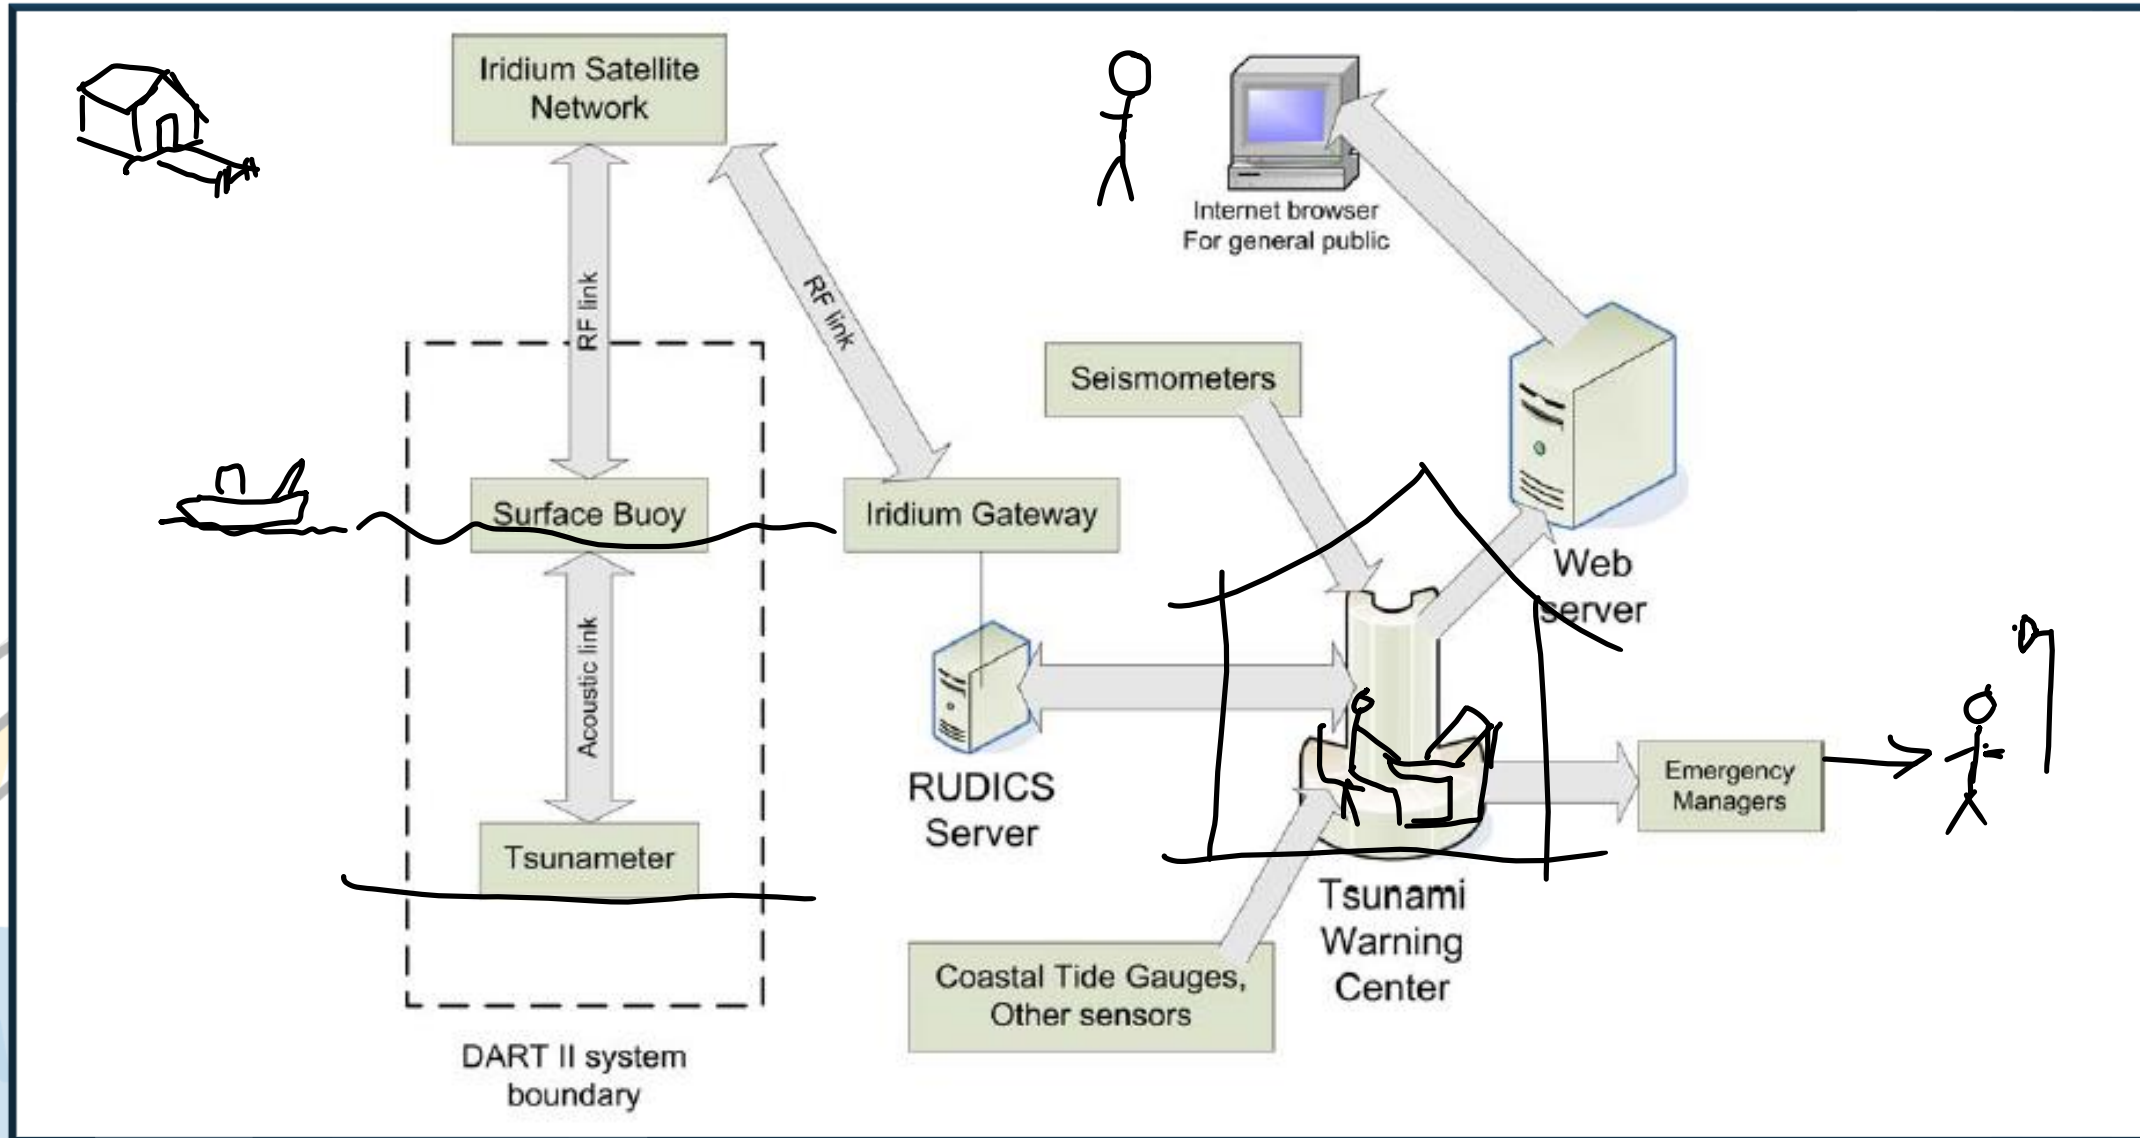 Iridium Satellite
Network
RF link
RF link
Internet browser
For general public
Seismometers
Surface Buoy
Iridium Gateway
Web
server
Acoustic link
RUDICS
Server
Emergency
Managers
Tsunameter
Tsunami
Warning
Center
Coastal Tide Gauges,
Other sensors
DART II system
boundary